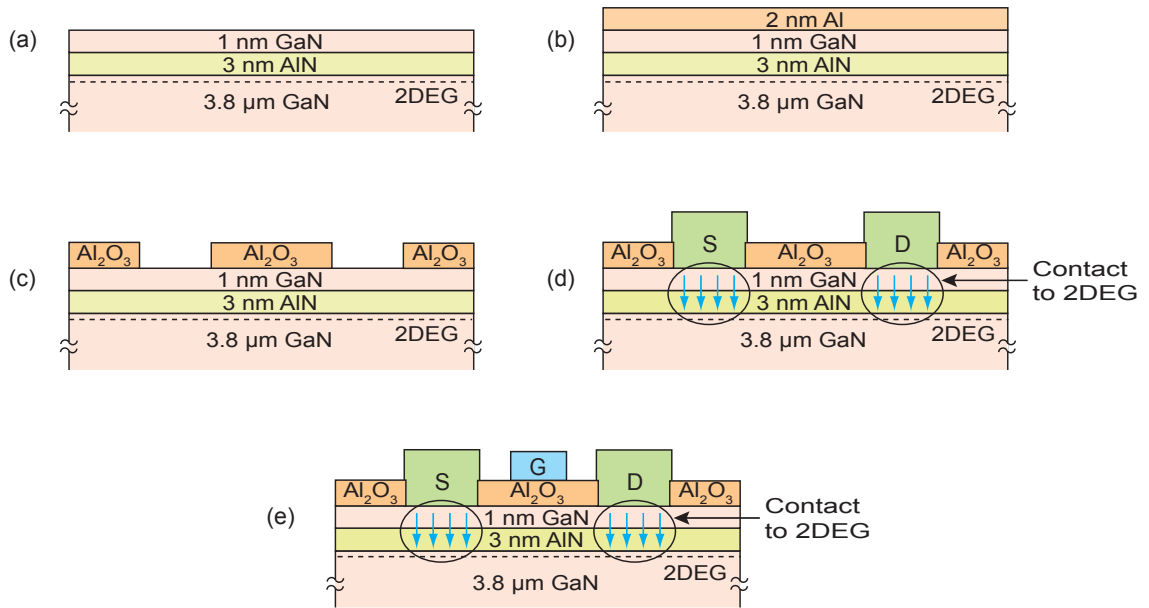 (a)
1 nm GaN
3 nm AlN
2DEG
3.8 µm GaN
(b)
2 nm Al
1 nm GaN
3 nm AlN
2DEG
3.8 µm GaN
(c)
Al₂O₃ Al₂O₃ Al₂O₃
1 nm GaN
3 nm AlN
2DEG
3.8 µm GaN
(d)
S D
Al₂O₃ Al₂O₃ Al₂O₃
1 nm GaN
3 nm AlN
2DEG
3.8 µm GaN
Contact
to 2DEG
(e)
S G D
Al₂O₃ Al₂O₃ Al₂O₃
1 nm GaN
3 nm AlN
2DEG
3.8 µm GaN
Contact
to 2DEG